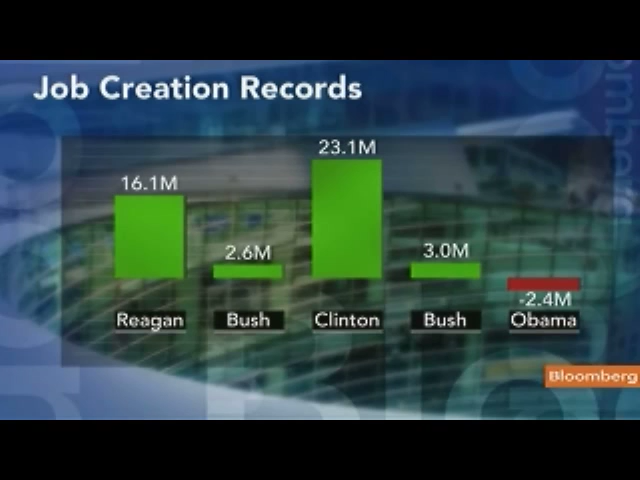 Job Creation Records
16.1M
2.6M
23.1M
3.0M
-2.4M
Reagan
Bush
Clinton
Bush
Obama
Bloomberg